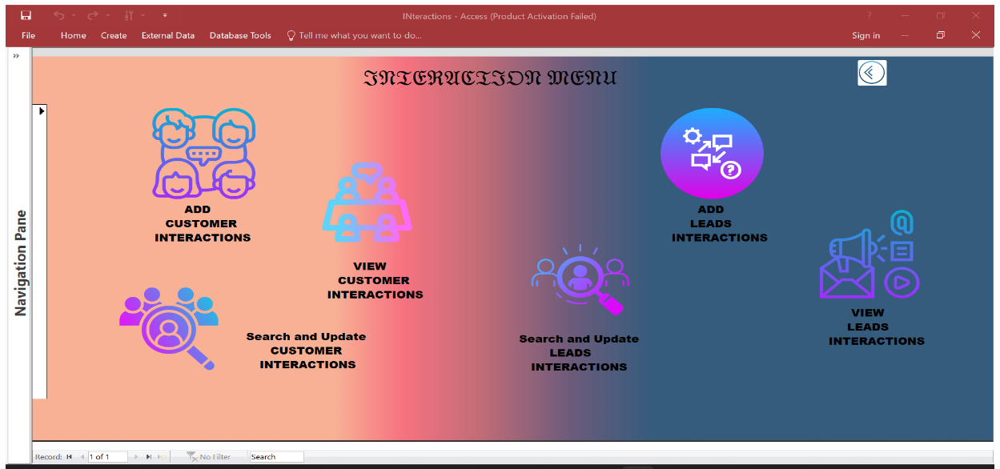 INteractions - Access (Product Activation Failed)
?
File Home Create External Data Database Tools Tell me what you want to do... Sign in
»
INTERACTION MENU
ADD
CUSTOMER
INTERACTIONS
VIEW
CUSTOMER
INTERACTIONS
Search and Update
CUSTOMER
INTERACTIONS
ADD
LEADS
INTERACTIONS
Search and Update
LEADS
INTERACTIONS
VIEW
LEADS
INTERACTIONS
Navigation Pane
Record: 1 of 1 No Filter Search